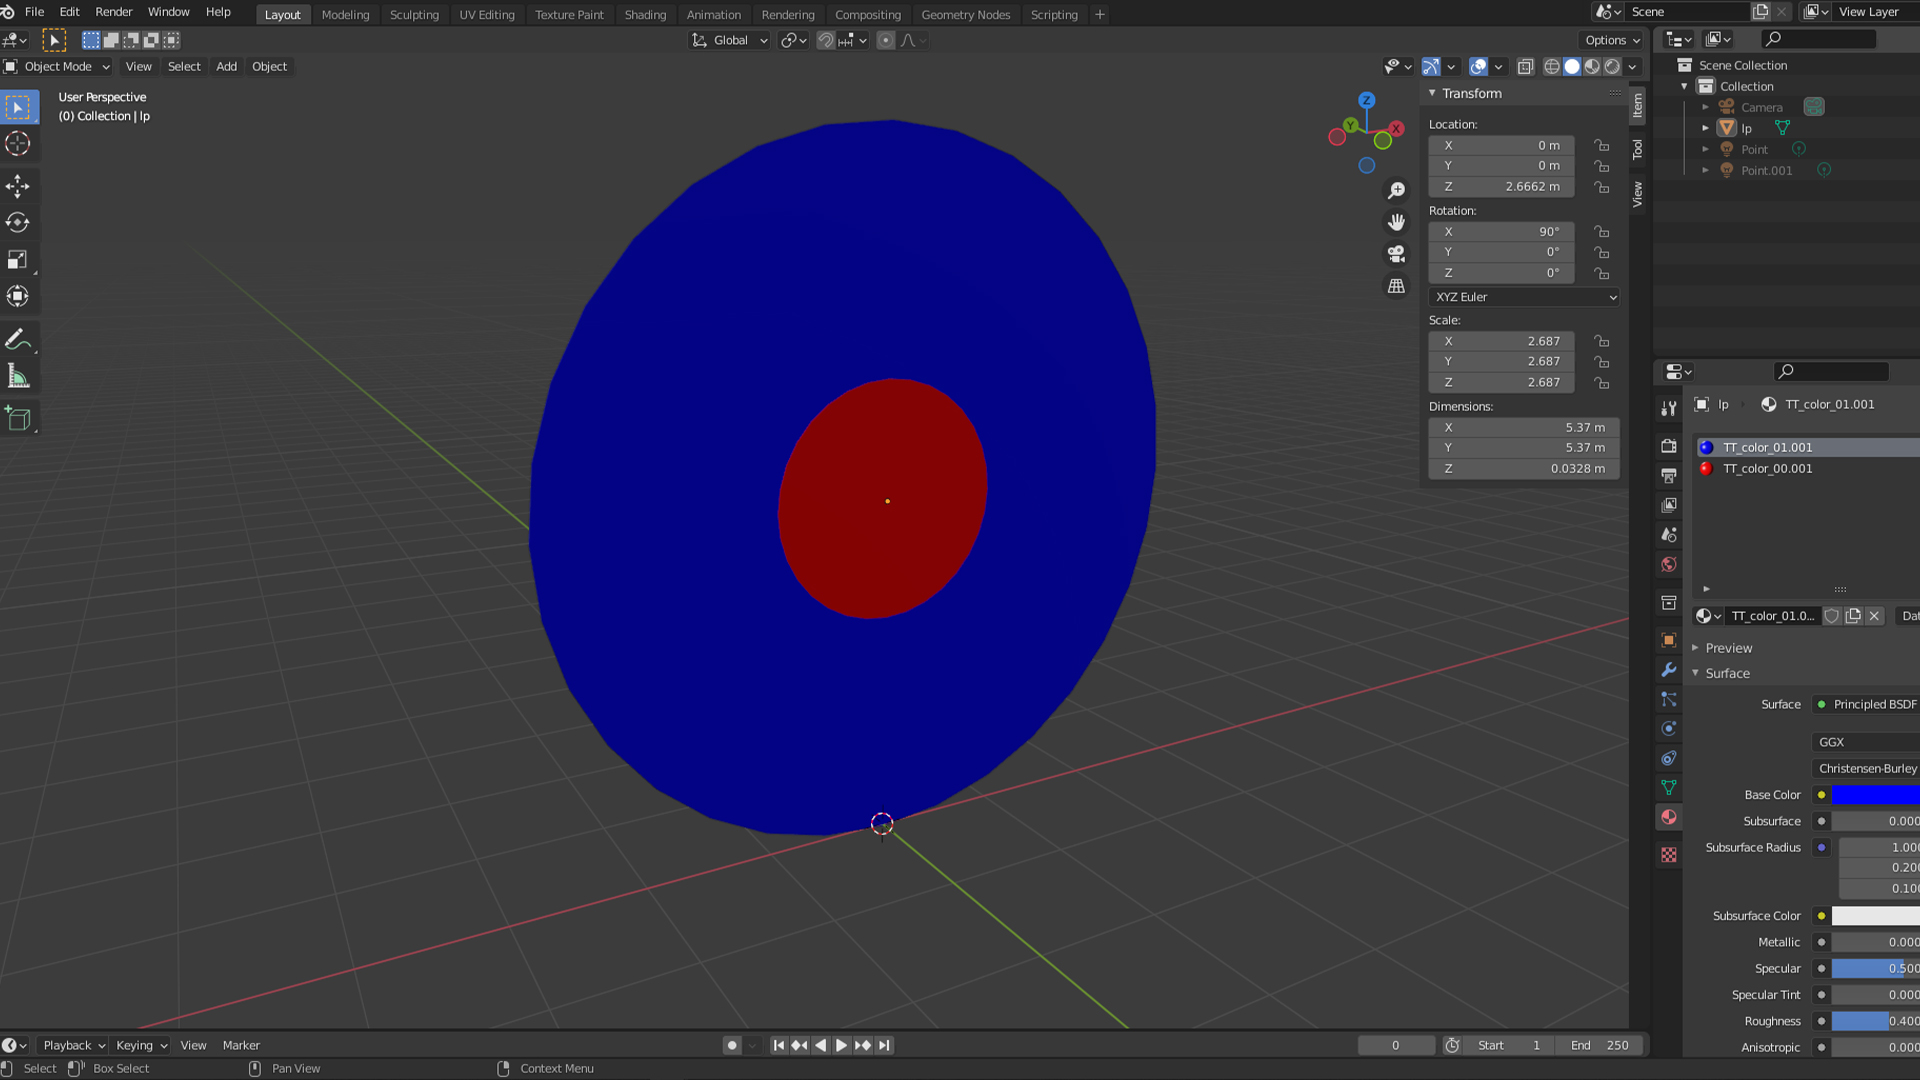 File Edit Render Window Help Layout Modeling Sculpting UV Editing Texture Paint Shading Animation Rendering Compositing Geometry Nodes Scripting + Scene View Layer
Global Options
Object Mode View Select Add Object
User Perspective
(0) Collection | lp
Z
Y
X
Transform
Location:
X 0 m
Y 0 m
Z 2.6662 m
Rotation:
X 90°
Y 0°
Z 0°
XYZ Euler
Scale:
X 2.687
Y 2.687
Z 2.687
Dimensions:
X 5.37 m
Y 5.37 m
Z 0.0328 m
Item
Tool
View
Scene Collection
Collection
Camera
lp
Point
Point.001
lp TT_color_01.001
TT_color_01.001
TT_color_00.001
TT_color_01.0... Dat
Preview
Surface
Surface Principled BSDF
GGX
Christensen-Burley
Base Color
Subsurface 0.000
Subsurface Radius 1.000
0.200
0.100
Subsurface Color
Metallic 0.000
Specular 0.500
Specular Tint 0.000
Roughness 0.400
Anisotropic 0.000
Playback Keying View Marker 0 Start 1 End 250
Select Box Select Pan View Context Menu